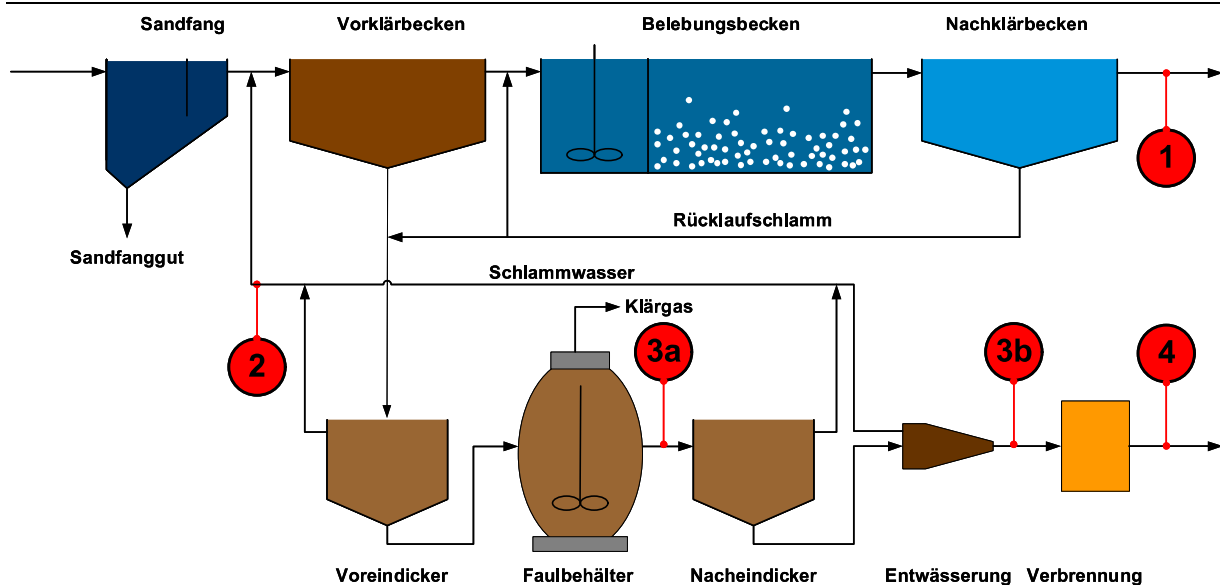 Sandfang
Vorklärbecken
Belebungsbecken
Nachklärbecken
1
Rücklaufschlamm
Sandfanggut
Schlammwasser
Klärgas
2
3a
3b
4
Voreindicker
Faulbehälter
Nacheindicker
Entwässerung
Verbrennung